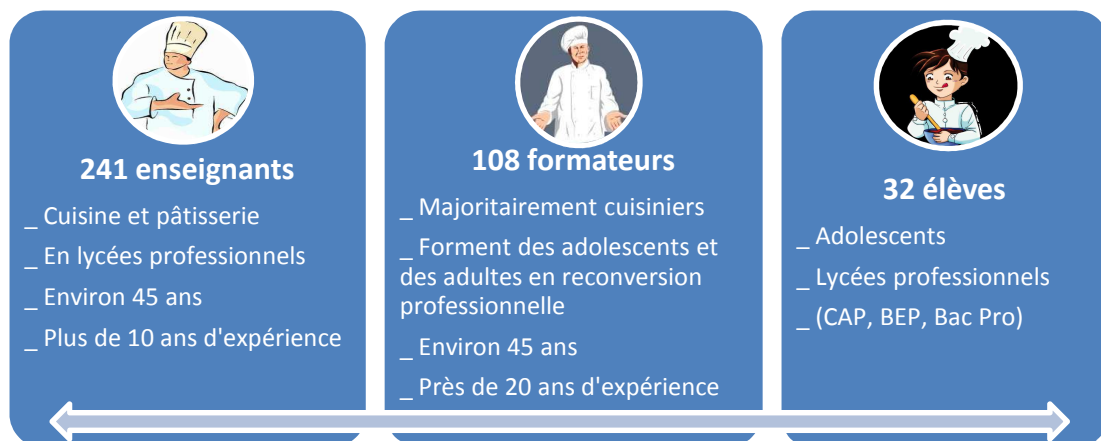 241 enseignants
_ Cuisine et pâtisserie
_ En lycées professionnels
_ Environ 45 ans
_ Plus de 10 ans d'expérience
108 formateurs
_ Majoritairement cuisiniers
_ Forment des adolescents et
des adultes en reconversion
professionnelle
_ Environ 45 ans
_ Près de 20 ans d'expérience
32 élèves
_ Adolescents
_ Lycées professionnels
_ (CAP, BEP, Bac Pro)